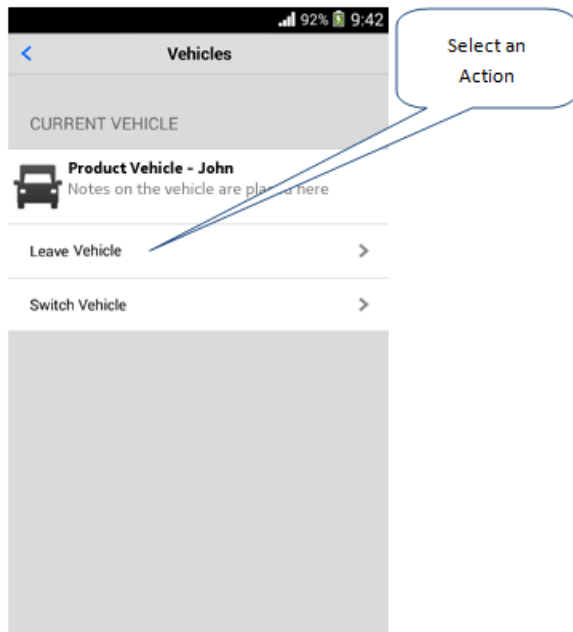 92% 9:42
Vehicles
Select an
Action
CURRENT VEHICLE
Product Vehicle - John
Notes on the vehicle are placed here
Leave Vehicle
Switch Vehicle